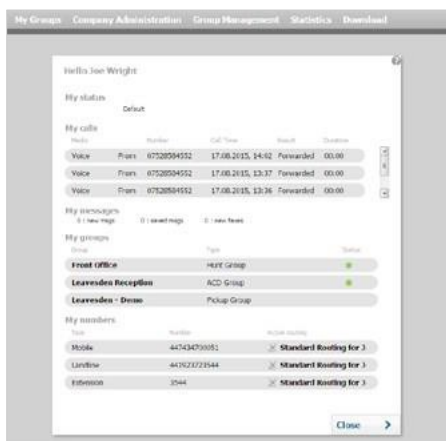 My Groups Company Administration Group Management Statistics Download
Hello Joe Wright
My status
Default
My calls
Media Number Call Time Result Duration
Voice From 07528584552 17.08.2015, 14:02 Forwarded 00:00
Voice From 07528584552 17.08.2015, 13:37 Forwarded 00:00
Voice From 07528584552 17.08.2015, 13:36 Forwarded 00:00
My messages
0 : new msgs 0 : saved msgs 0 : new faxes
My groups
Group Type Status
Front Office Hunt Group
Leavesden Reception ACD Group
Leavesden - Demo Pickup Group
My numbers
Type Number Active routing
Mobile 447434700051 Standard Routing for J
Landline 441923723544 Standard Routing for J
Extension 3544 Standard Routing for J
Close